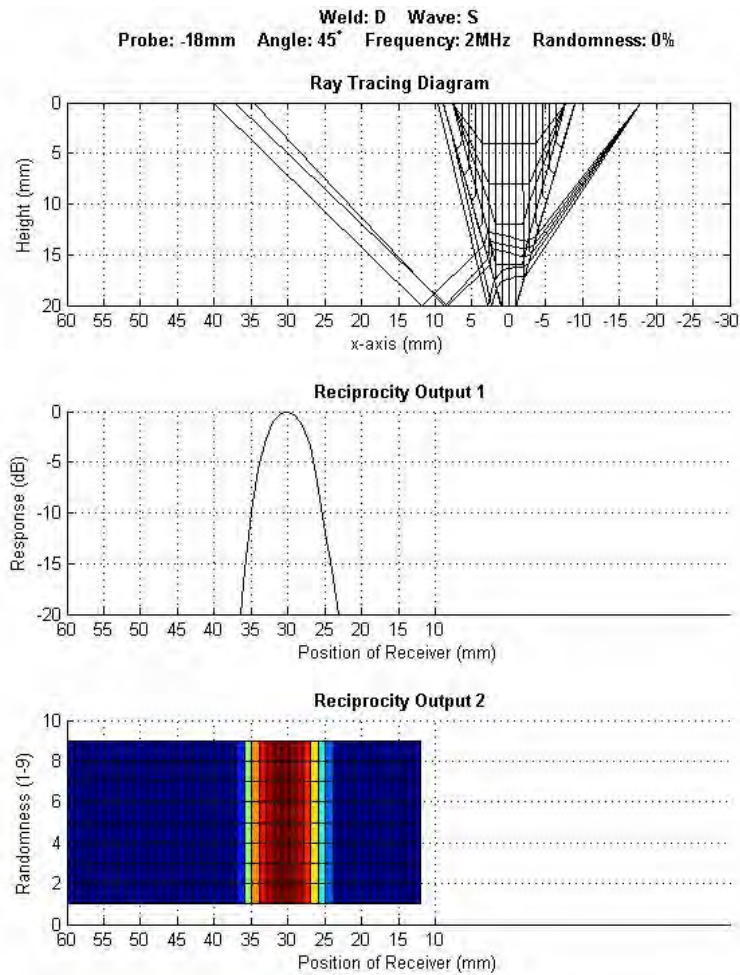 Weld: D Wave: S
Probe: -18mm Angle: 45° Frequency: 2MHz Randomness: 0%
Ray Tracing Diagram
0
5
10
15
20
Height (mm)
60 55 50 45 40 35 30 25 20 15 10 5 0 -5 -10 -15 -20 -25 -30
x-axis (mm)
Reciprocity Output 1
0
-5
-10
-15
-20
Response (dB)
60 55 50 45 40 35 30 25 20 15 10
Position of Receiver (mm)
Reciprocity Output 2
10
8
6
4
2
0
Randomness (1-9)
60 55 50 45 40 35 30 25 20 15 10
Position of Receiver (mm)